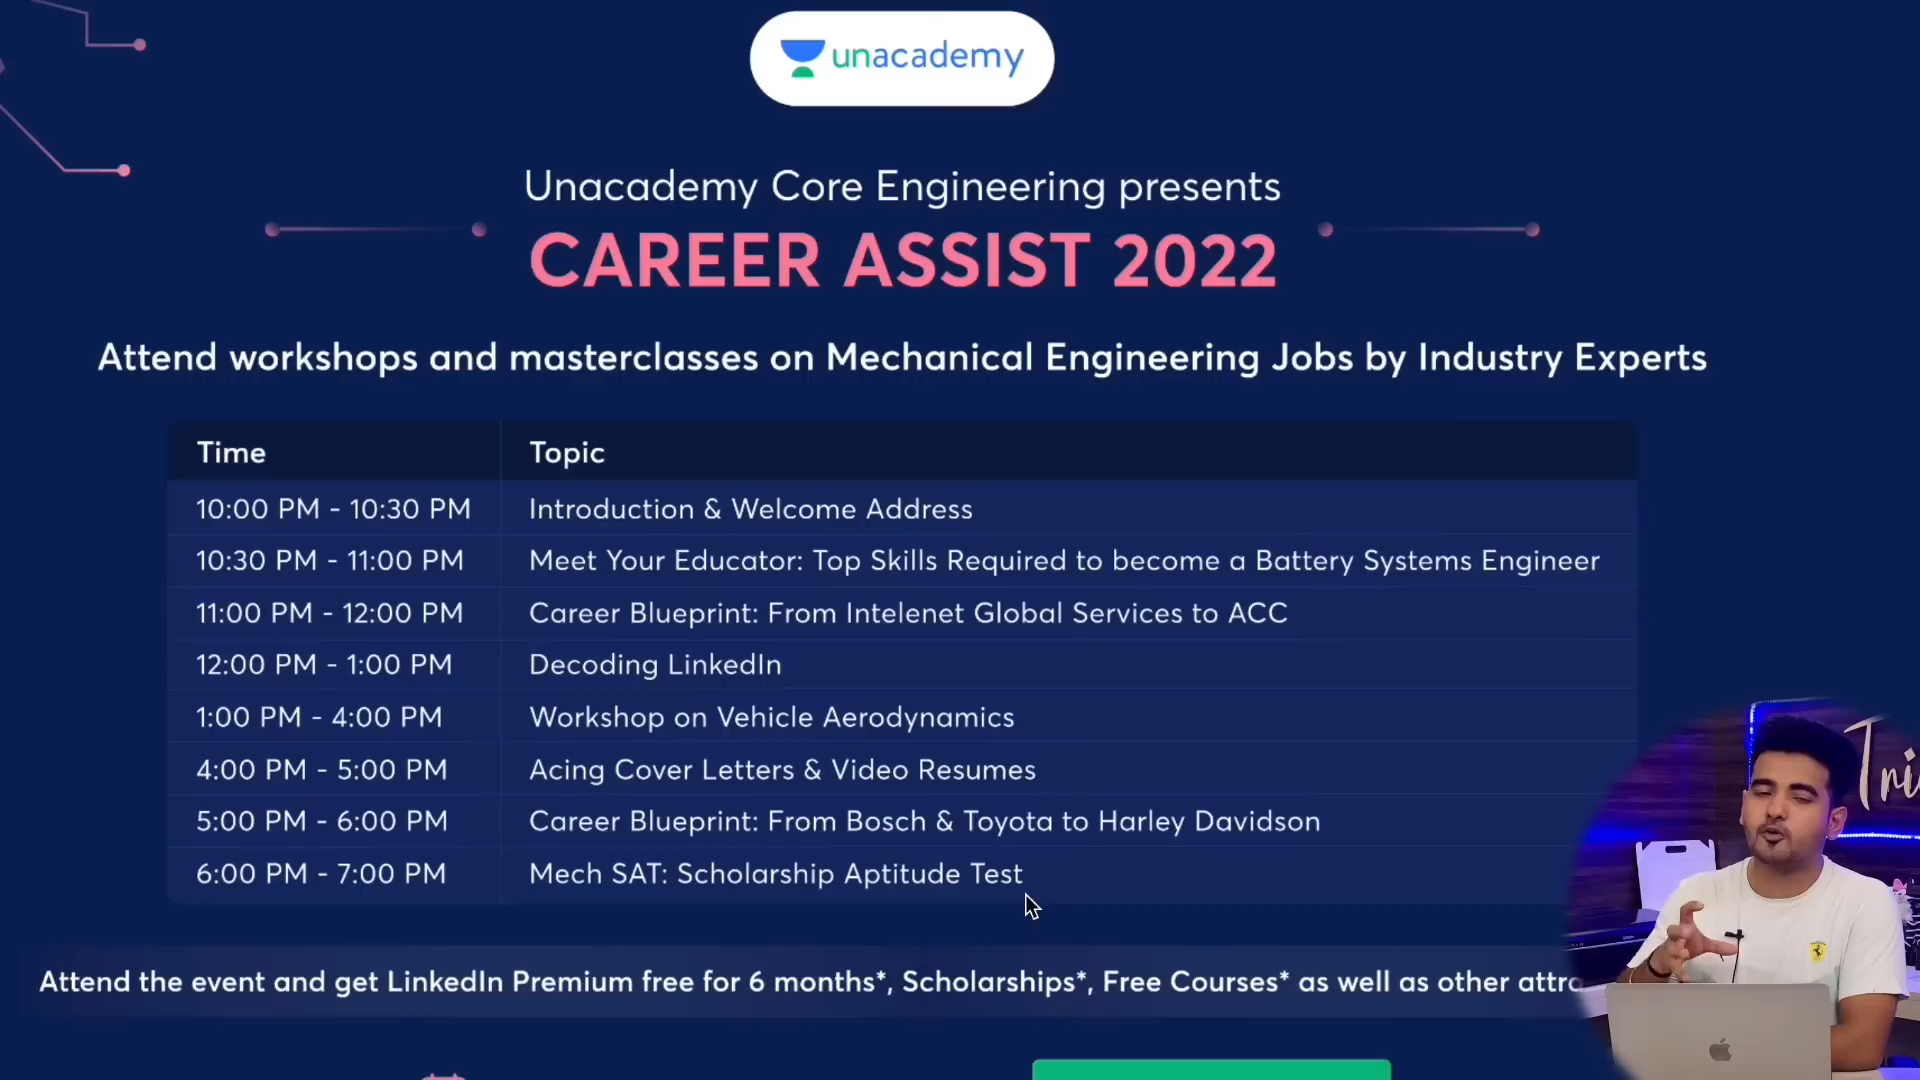 unacademy
Unacademy Core Engineering presents
CAREER ASSIST 2022
Attend workshops and masterclasses on Mechanical Engineering Jobs by Industry Experts
Time Topic
10:00 PM - 10:30 PM Introduction & Welcome Address
10:30 PM - 11:00 PM Meet Your Educator: Top Skills Required to become a Battery Systems Engineer
11:00 PM - 12:00 PM Career Blueprint: From Intelenet Global Services to ACC
12:00 PM - 1:00 PM Decoding LinkedIn
1:00 PM - 4:00 PM Workshop on Vehicle Aerodynamics
4:00 PM - 5:00 PM Acing Cover Letters & Video Resumes
5:00 PM - 6:00 PM Career Blueprint: From Bosch & Toyota to Harley Davidson
6:00 PM - 7:00 PM Mech SAT: Scholarship Aptitude Test
Attend the event and get LinkedIn Premium free for 6 months*, Scholarships*, Free Courses* as well as other